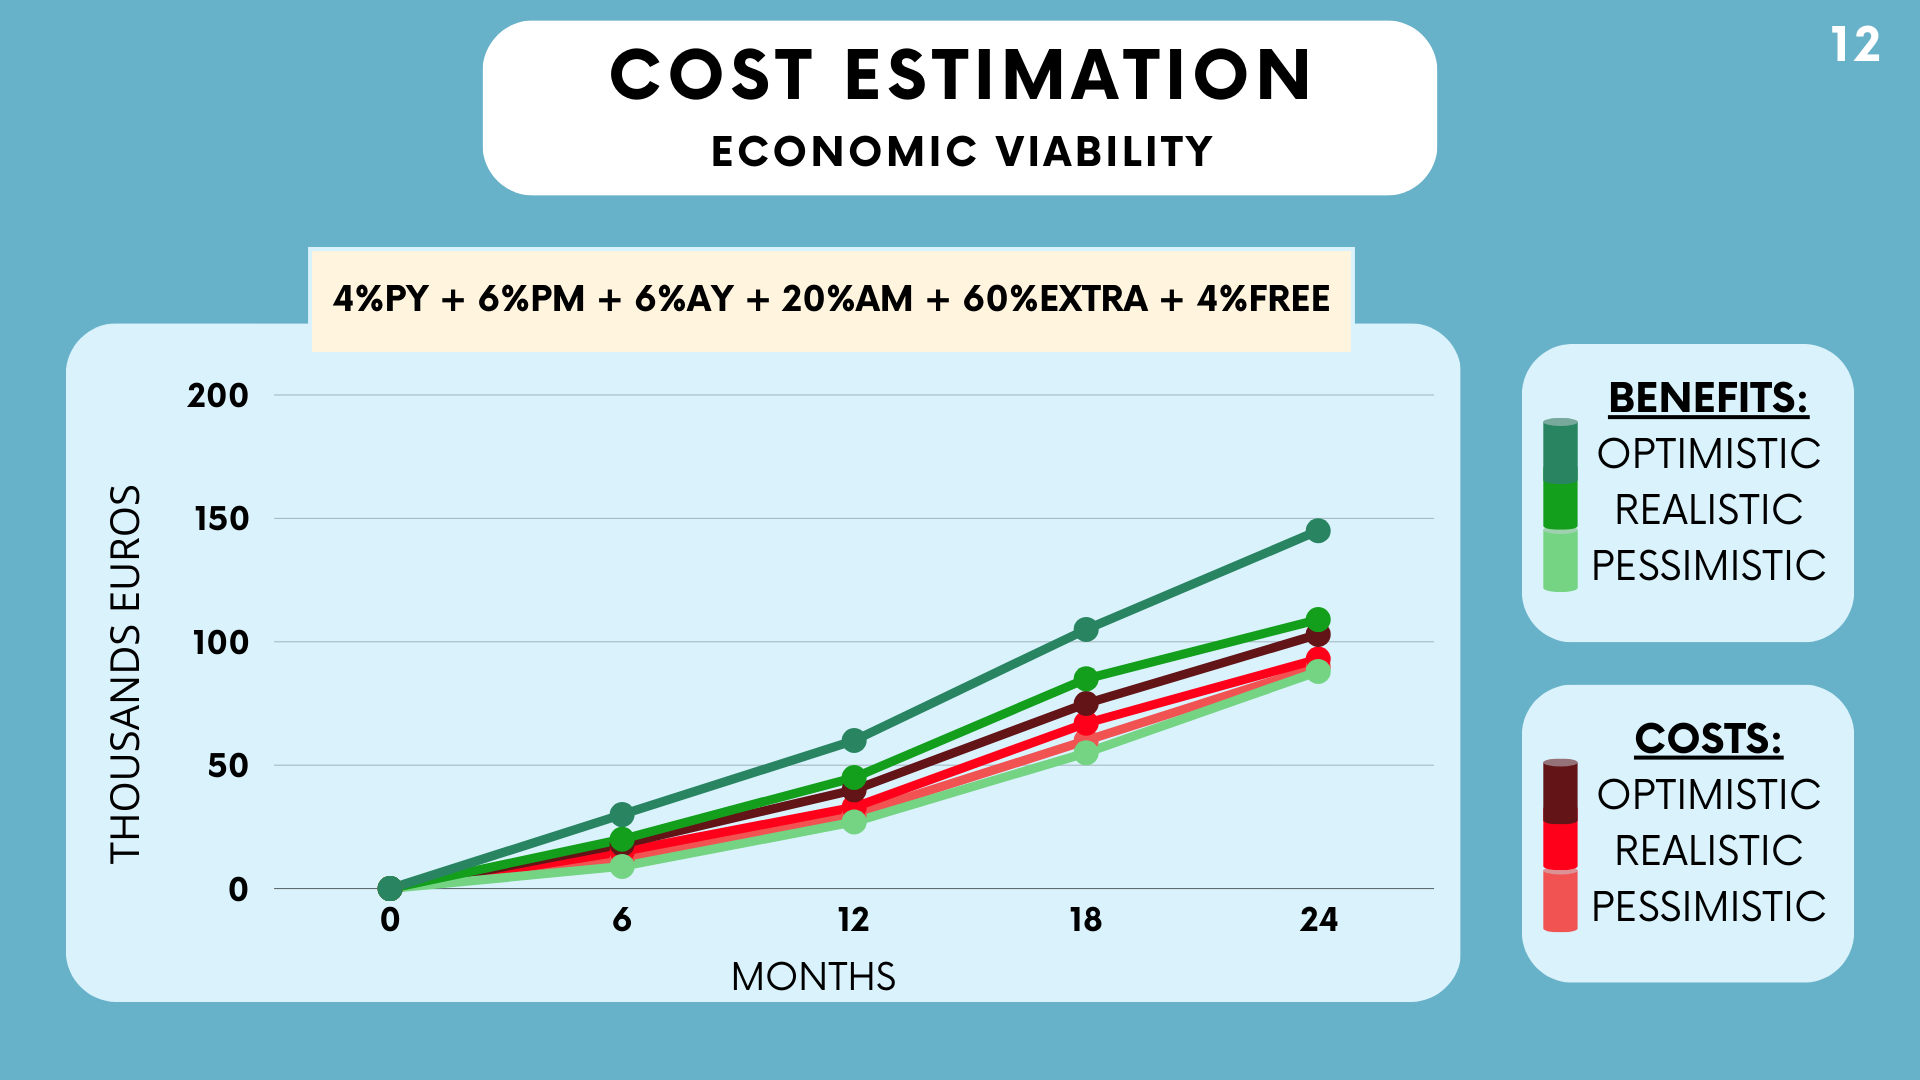 12
COST ESTIMATION
ECONOMIC VIABILITY
4%PY + 6%PM + 6%AY + 20%AM + 60%EXTRA + 4%FREE
200
150
100
50
0
THOUSANDS EUROS
0 6 12 18 24
MONTHS
BENEFITS:
OPTIMISTIC
REALISTIC
PESSIMISTIC
COSTS:
OPTIMISTIC
REALISTIC
PESSIMISTIC